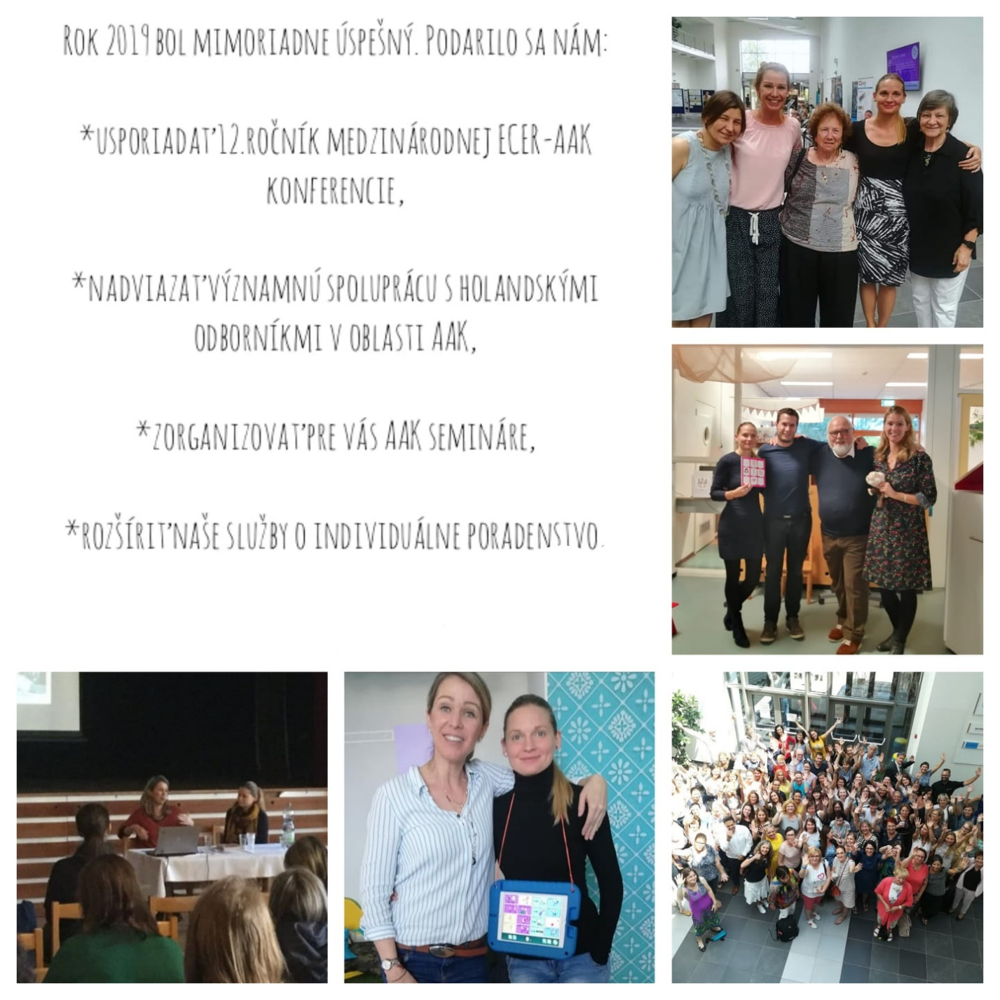 Rok 2019 bol mimoriadne úspešný. Podarilo sa nám:
*usporiadať 12.ročník medzinárodnej ECER-AAK
konferencie,
*nadviazať významnú spoluprácu s holandskými
odborníkmi v oblasti AAK,
*zorganizovať pre vás AAK semináre,
*rozšíriť naše služby o individuálne poradenstvo.